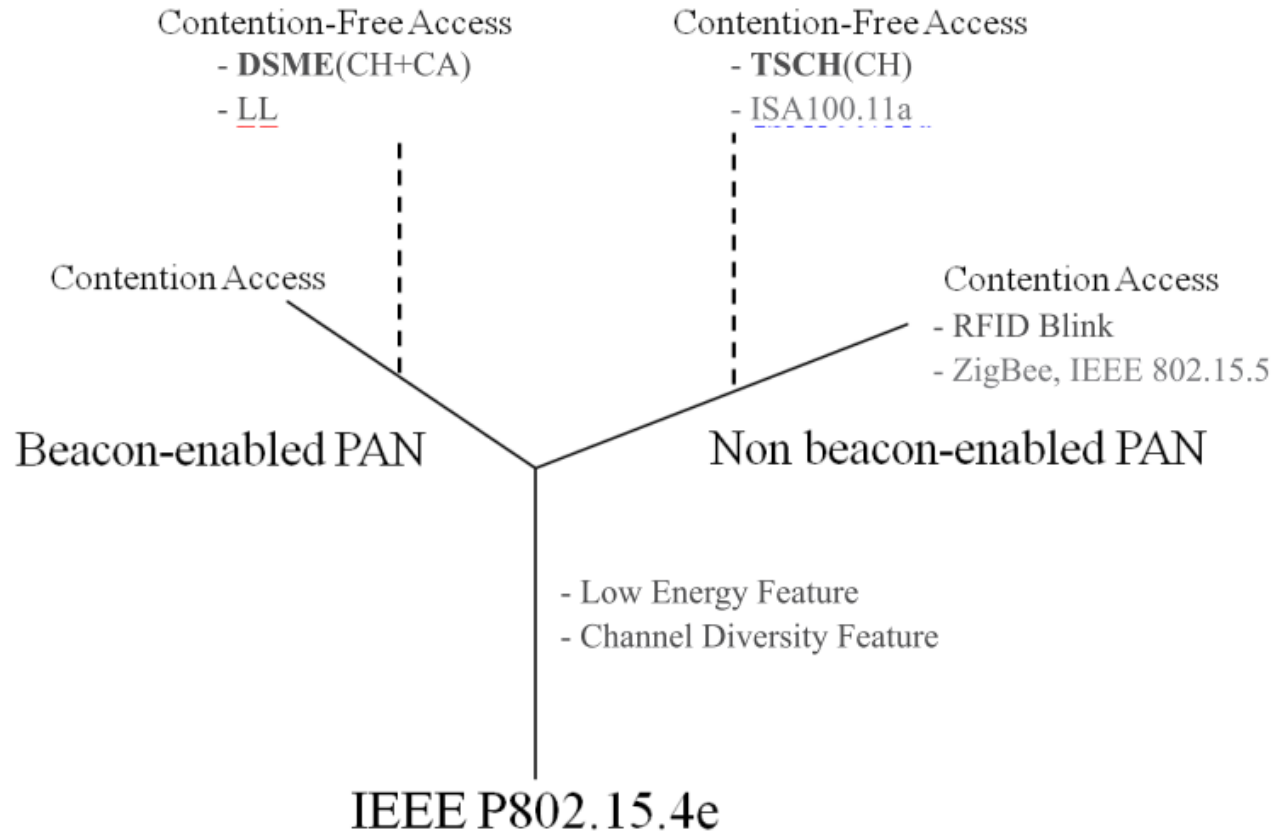 Contention-Free Access
- DSME(CH+CA)
- LL
Contention-Free Access
- TSCH(CH)
- ISA100.11a
Contention Access
Contention Access
- RFID Blink
- ZigBee, IEEE 802.15.5
Beacon-enabled PAN
Non beacon-enabled PAN
- Low Energy Feature
- Channel Diversity Feature
IEEE P802.15.4e